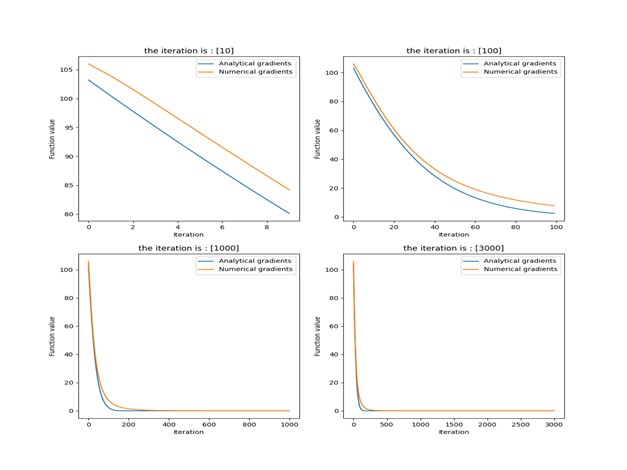 the iteration is : [10]
Analytical gradients
Numerical gradients
Function value
105
100
95
90
85
80
0 2 4 6 8
Iteration
the iteration is : [100]
Analytical gradients
Numerical gradients
Function value
100
80
60
40
20
0
0 20 40 60 80 100
Iteration
the iteration is : [1000]
Analytical gradients
Numerical gradients
Function value
100
80
60
40
20
0
0 200 400 600 800 1000
Iteration
the iteration is : [3000]
Analytical gradients
Numerical gradients
Function value
100
80
60
40
20
0
0 500 1000 1500 2000 2500 3000
Iteration